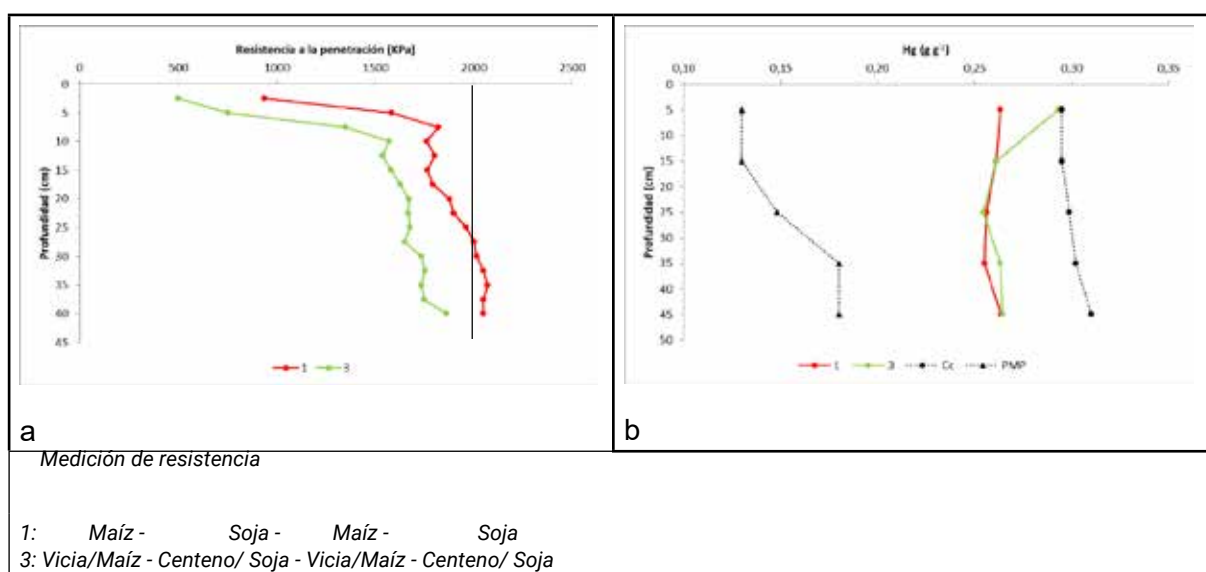 Resistencia a la penetración [KPa]
0 500 1000 1500 2000 2500
Profundidad (cm)
0
5
10
15
20
25
30
35
40
45
1 3
a
Hg (g g⁻¹)
0,10 0,15 0,20 0,25 0,30 0,35
Profundidad (cm)
0
5
10
15
20
25
30
35
40
45
50
1 3 Cc PMP
b
Medición de resistencia
1: Maíz - Soja - Maíz - Soja
3: Vicia/Maíz - Centeno/ Soja - Vicia/Maíz - Centeno/ Soja